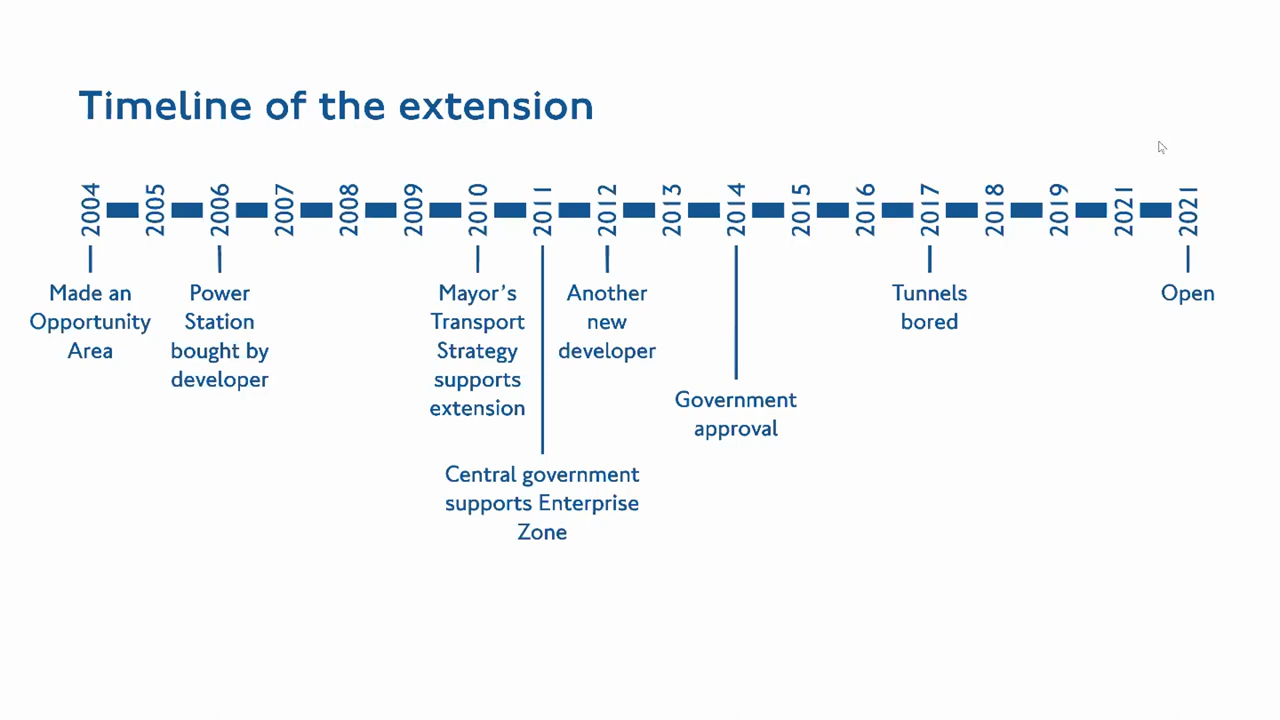 Timeline of the extension
2004 2005 2006 2007 2008 2009 2010 2011 2012 2013 2014 2015 2016 2017 2018 2019 2021 2021
Made an
Opportunity
Area
Power
Station
bought by
developer
Mayor's
Transport
Strategy
supports
extension
Central government
supports Enterprise
Zone
Another
new
developer
Government
approval
Tunnels
bored
Open